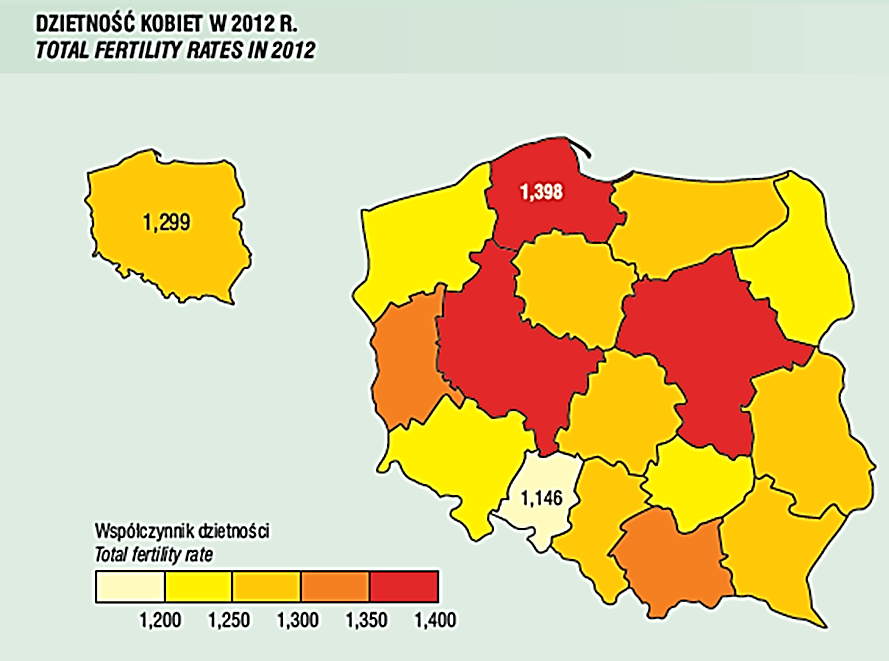 DZIETNOŚĆ KOBIET W 2012 R.
TOTAL FERTILITY RATES IN 2012
1,398
1,299
1,146
Współczynnik dzietności
Total fertility rate
1,200 1,250 1,300 1,350 1,400